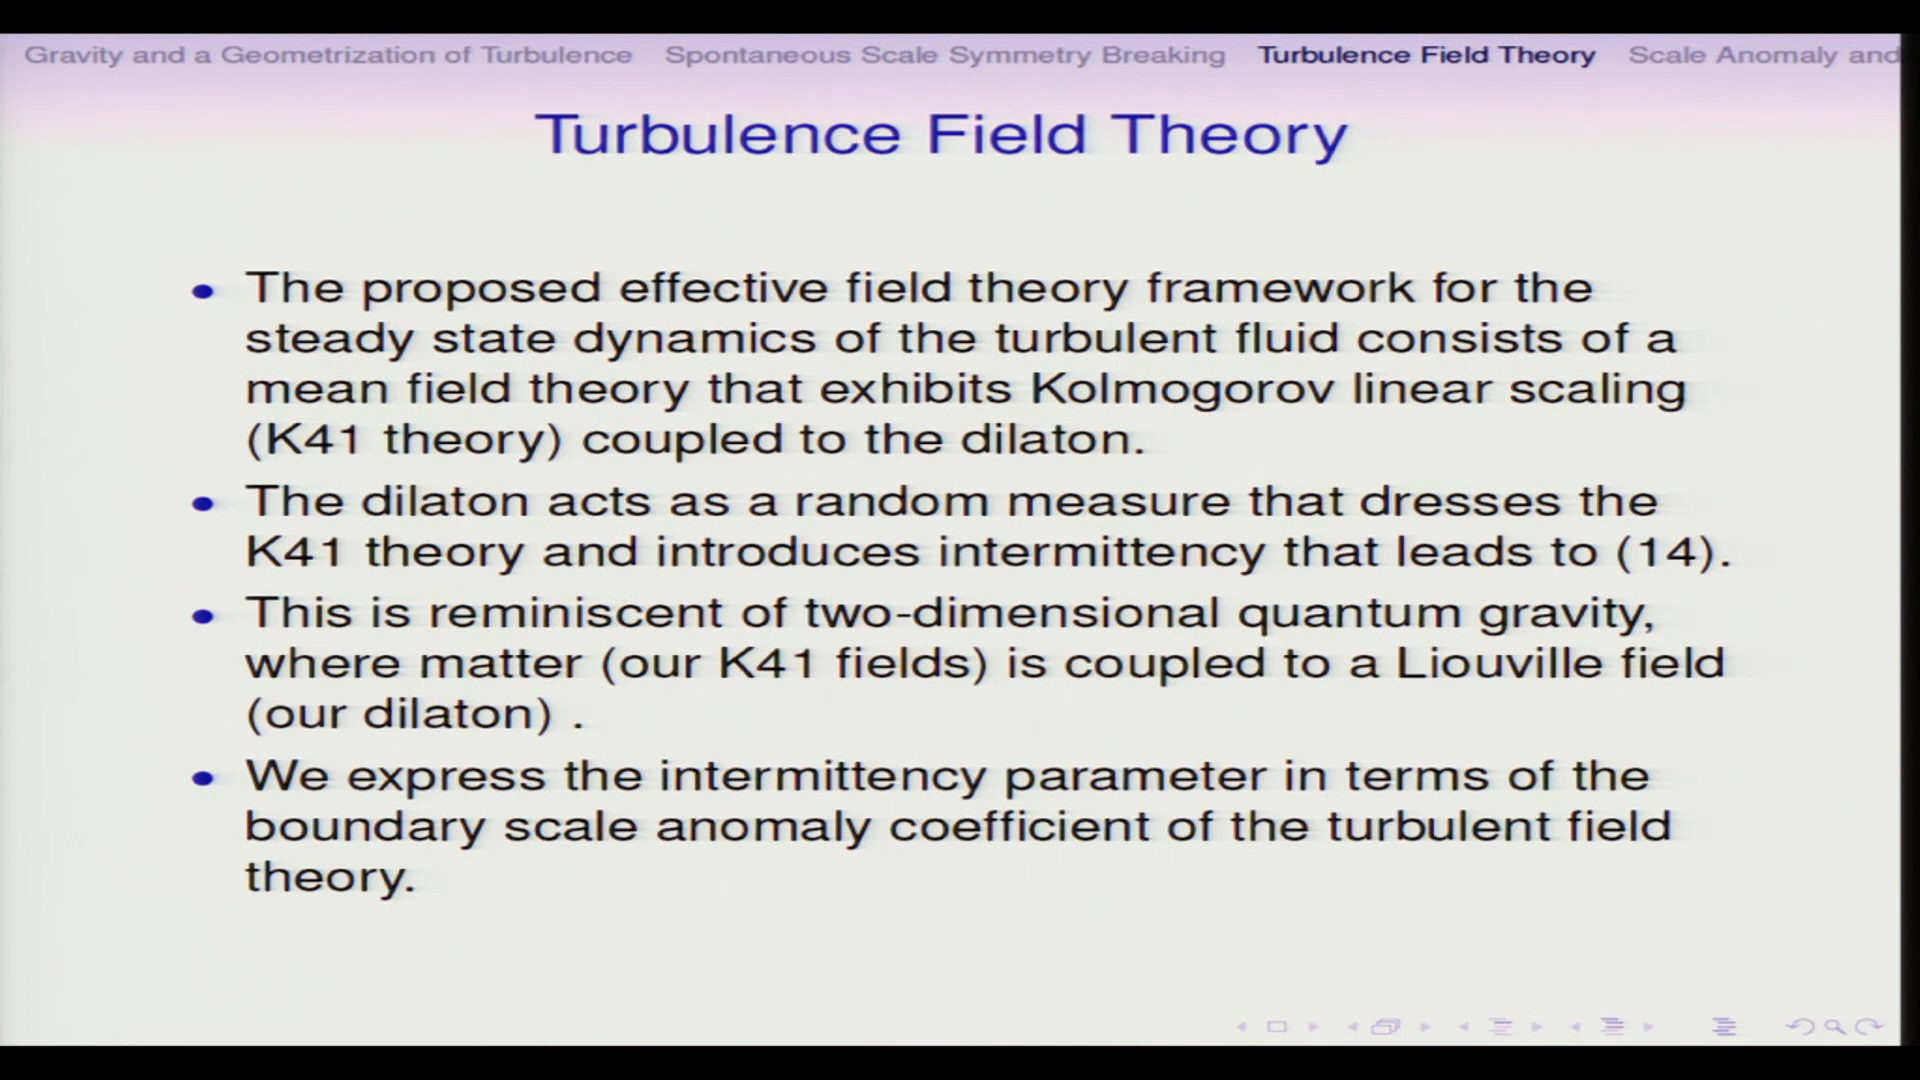 Gravity and a Geometrization of Turbulence Spontaneous Scale Symmetry Breaking Turbulence Field Theory Scale Anomaly and
Turbulence Field Theory
• The proposed effective field theory framework for the
steady state dynamics of the turbulent fluid consists of a
mean field theory that exhibits Kolmogorov linear scaling
(K41 theory) coupled to the dilaton.
• The dilaton acts as a random measure that dresses the
K41 theory and introduces intermittency that leads to (14).
• This is reminiscent of two-dimensional quantum gravity,
where matter (our K41 fields) is coupled to a Liouville field
(our dilaton) .
• We express the intermittency parameter in terms of the
boundary scale anomaly coefficient of the turbulent field
theory.